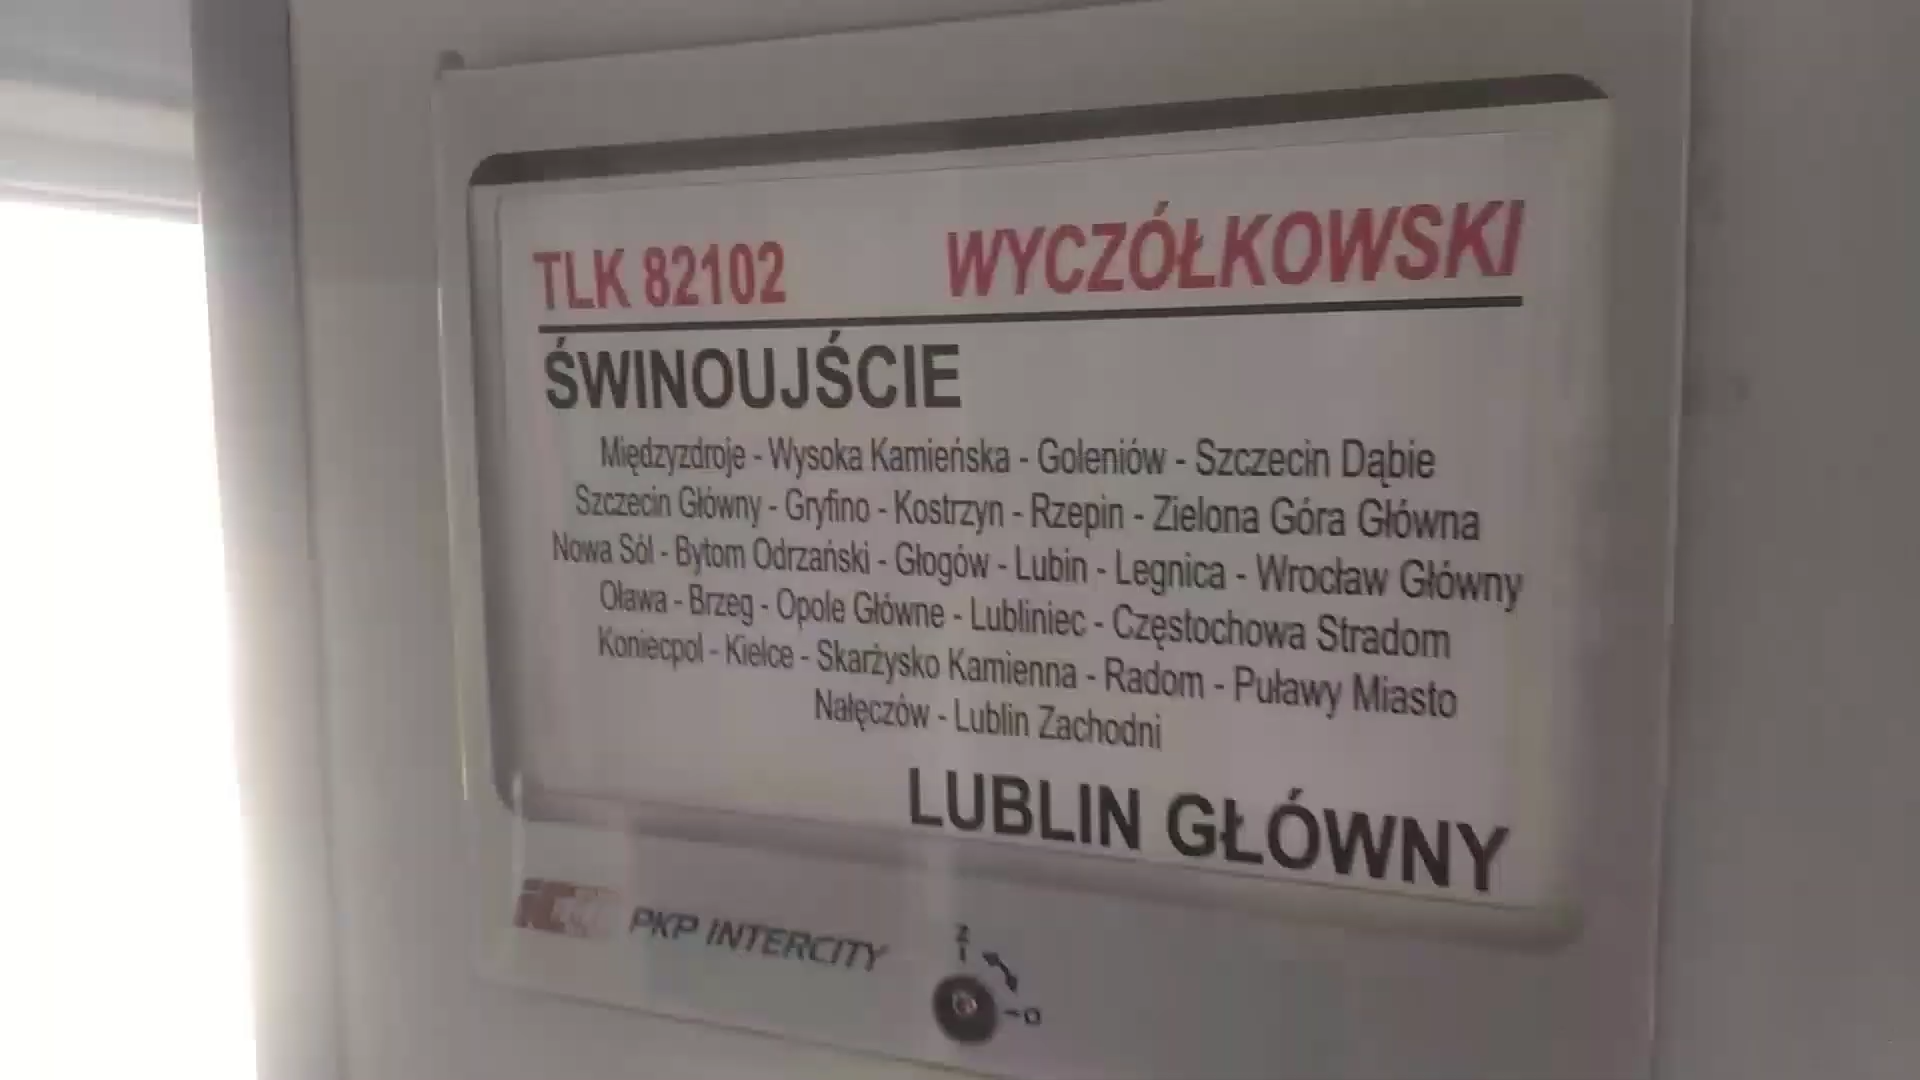 TLK 82102 WYCZÓŁKOWSKI
ŚWINOUJŚCIE
Międzyzdroje - Wysoka Kamieńska - Goleniów - Szczecin Dąbie
Szczecin Główny - Gryfino - Kostrzyn - Rzepin - Zielona Góra Główna
Nowa Sól - Bytom Odrzański - Głogów - Lubin - Legnica - Wrocław Główny
Oława - Brzeg - Opole Główne - Lubliniec - Częstochowa Stradom
Koniecpol - Kielce - Skarżysko Kamienna - Radom - Puławy Miasto
Nałęczów - Lublin Zachodni
LUBLIN GŁÓWNY
PKP INTERCITY
Z
O